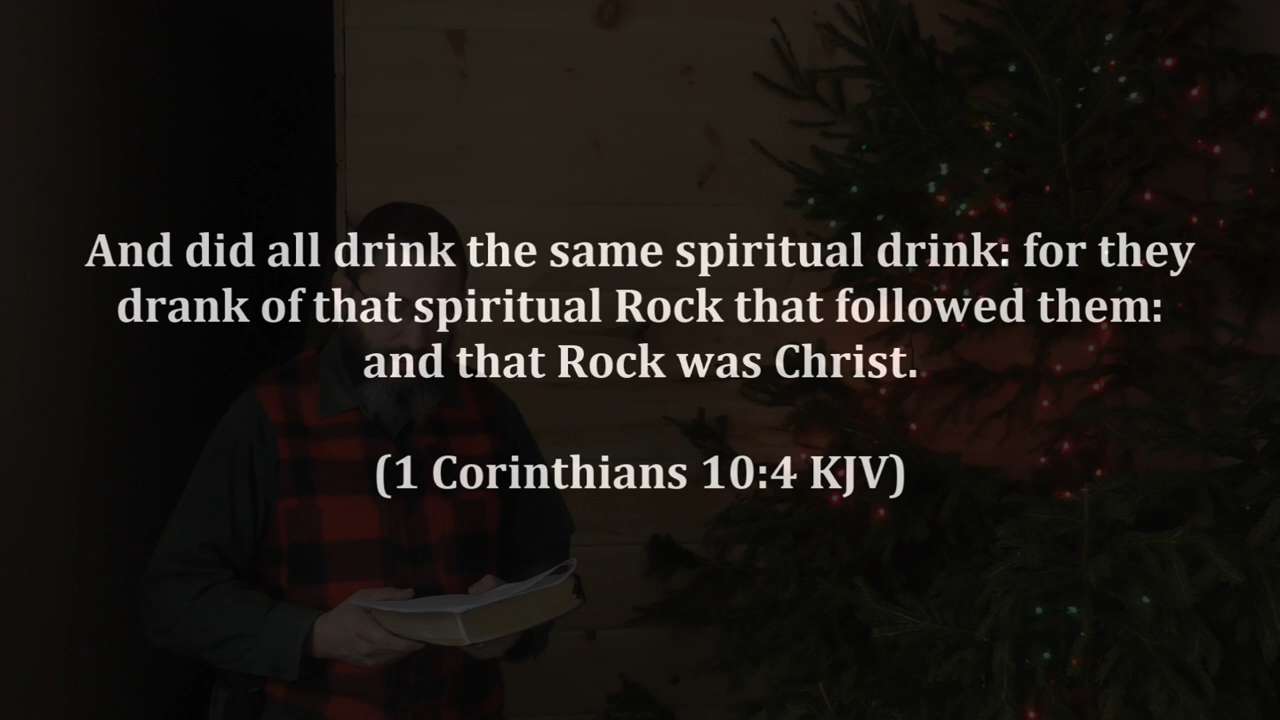 And did all drink the same spiritual drink: for they
drank of that spiritual Rock that followed them:
and that Rock was Christ.
(1 Corinthians 10:4 KJV)